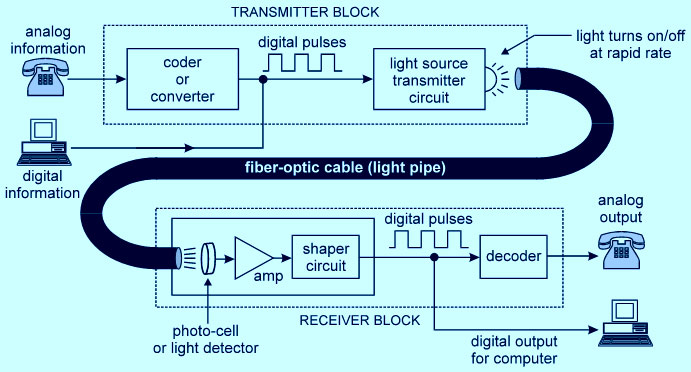 TRANSMITTER BLOCK
analog
information
digital pulses
light turns on/off
at rapid rate
coder
or
converter
light source
transmitter
circuit
digital
information
fiber-optic cable (light pipe)
analog
output
digital pulses
shaper
circuit
amp
decoder
photo-cell
or light detector
RECEIVER BLOCK
digital output
for computer